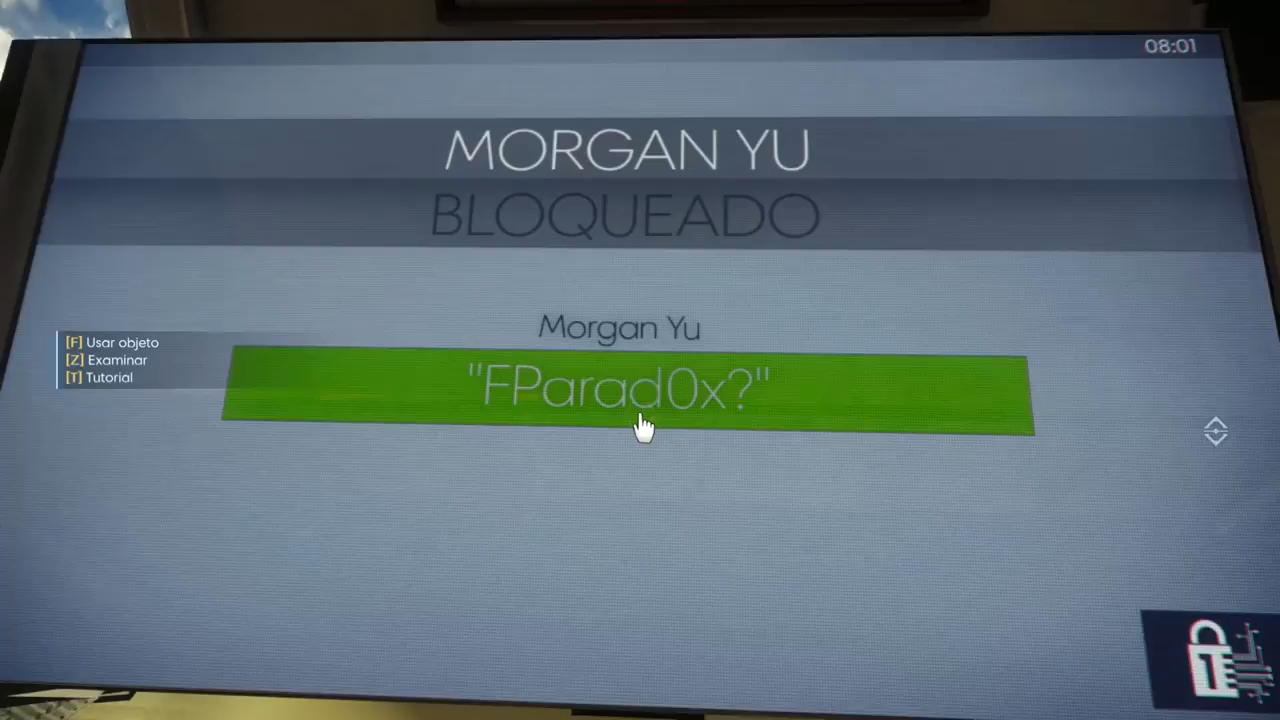 08:01
MORGAN YU
BLOQUEADO
Morgan Yu
[F] Usar objeto
[Z] Examinar
[T] Tutorial
"FParad0x?"